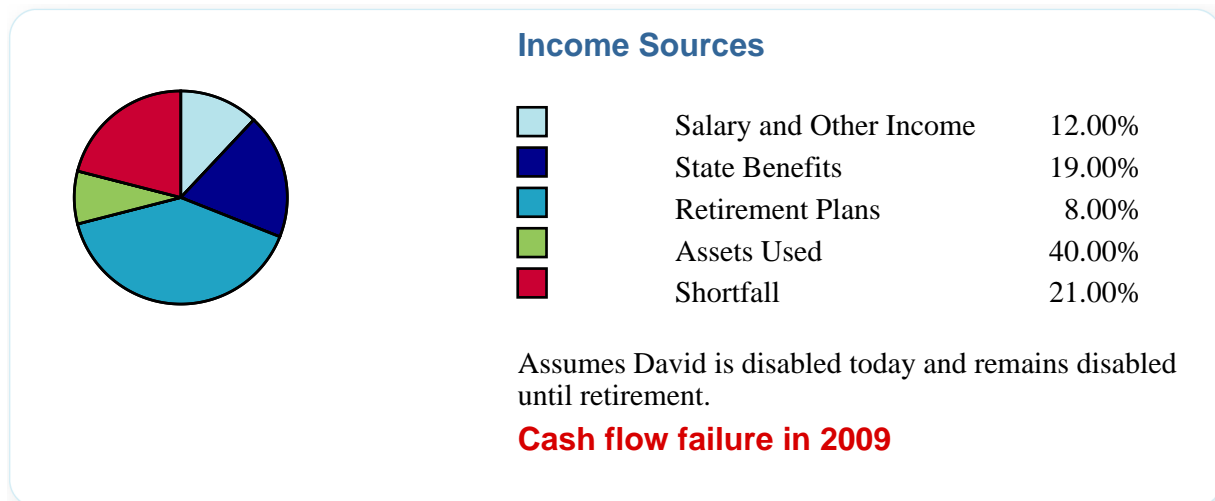 Income Sources
Salary and Other Income 12.00%
State Benefits 19.00%
Retirement Plans 8.00%
Assets Used 40.00%
Shortfall 21.00%
Assumes David is disabled today and remains disabled
until retirement.
Cash flow failure in 2009